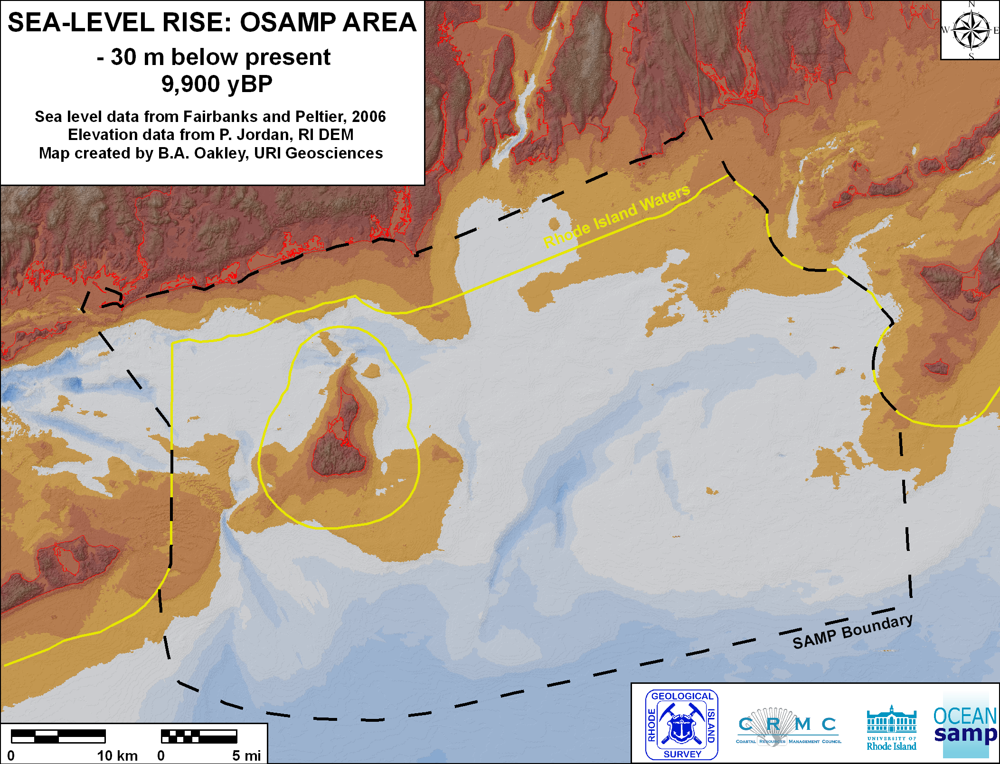 SEA-LEVEL RISE: OSAMP AREA
- 30 m below present
9,900 yBP
Sea level data from Fairbanks and Peltier, 2006
Elevation data from P. Jordan, RI DEM
Map created by B.A. Oakley, URI Geosciences
N
W E
S
Rhode Island Waters
SAMP Boundary
0 10 km 0 5 mi
GEOLOGICAL
RHODE
ISLAND
SURVEY
C R M C
COASTAL RESOURCES MANAGEMENT COUNCIL
UNIVERSITY OF
Rhode Island
OCEAN
samp